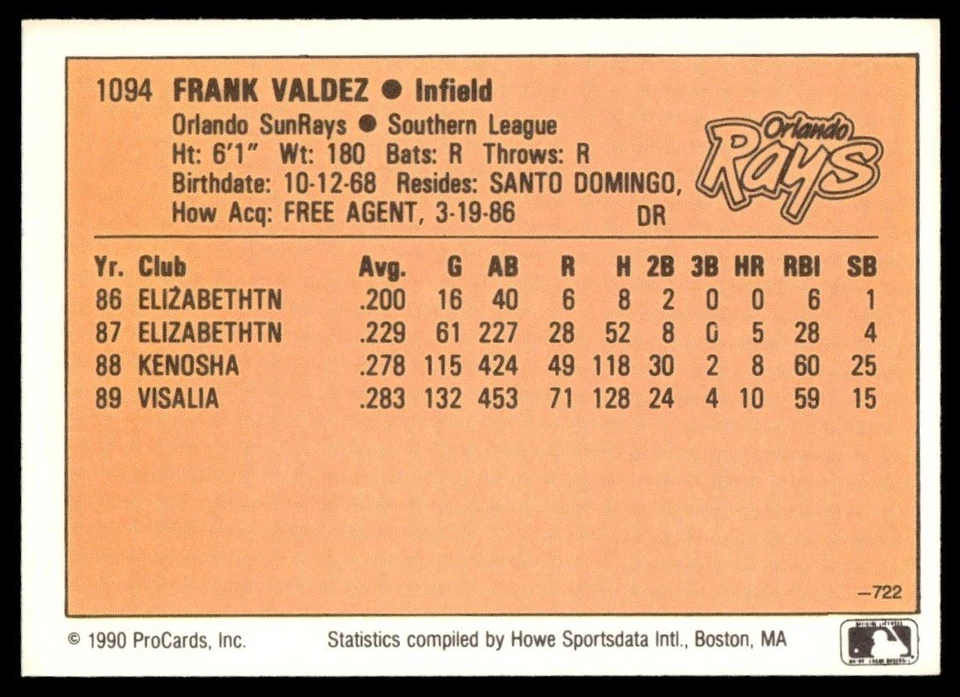 1094 FRANK VALDEZ ● Infield
Orlando SunRays ● Southern League
Ht: 6'1" Wt: 180 Bats: R Throws: R
Birthdate: 10-12-68 Resides: SANTO DOMINGO,
How Acq: FREE AGENT, 3-19-86 DR
Orlando
Rays
Yr. Club Avg. G AB R H 2B 3B HR RBI SB
86 ELIZABETHTN .200 16 40 6 8 2 0 0 6 1
87 ELIZABETHTN .229 61 227 28 52 8 0 5 28 4
88 KENOSHA .278 115 424 49 118 30 2 8 60 25
89 VISALIA .283 132 453 71 128 24 4 10 59 15
—722
© 1990 ProCards, Inc. Statistics compiled by Howe Sportsdata Intl., Boston, MA